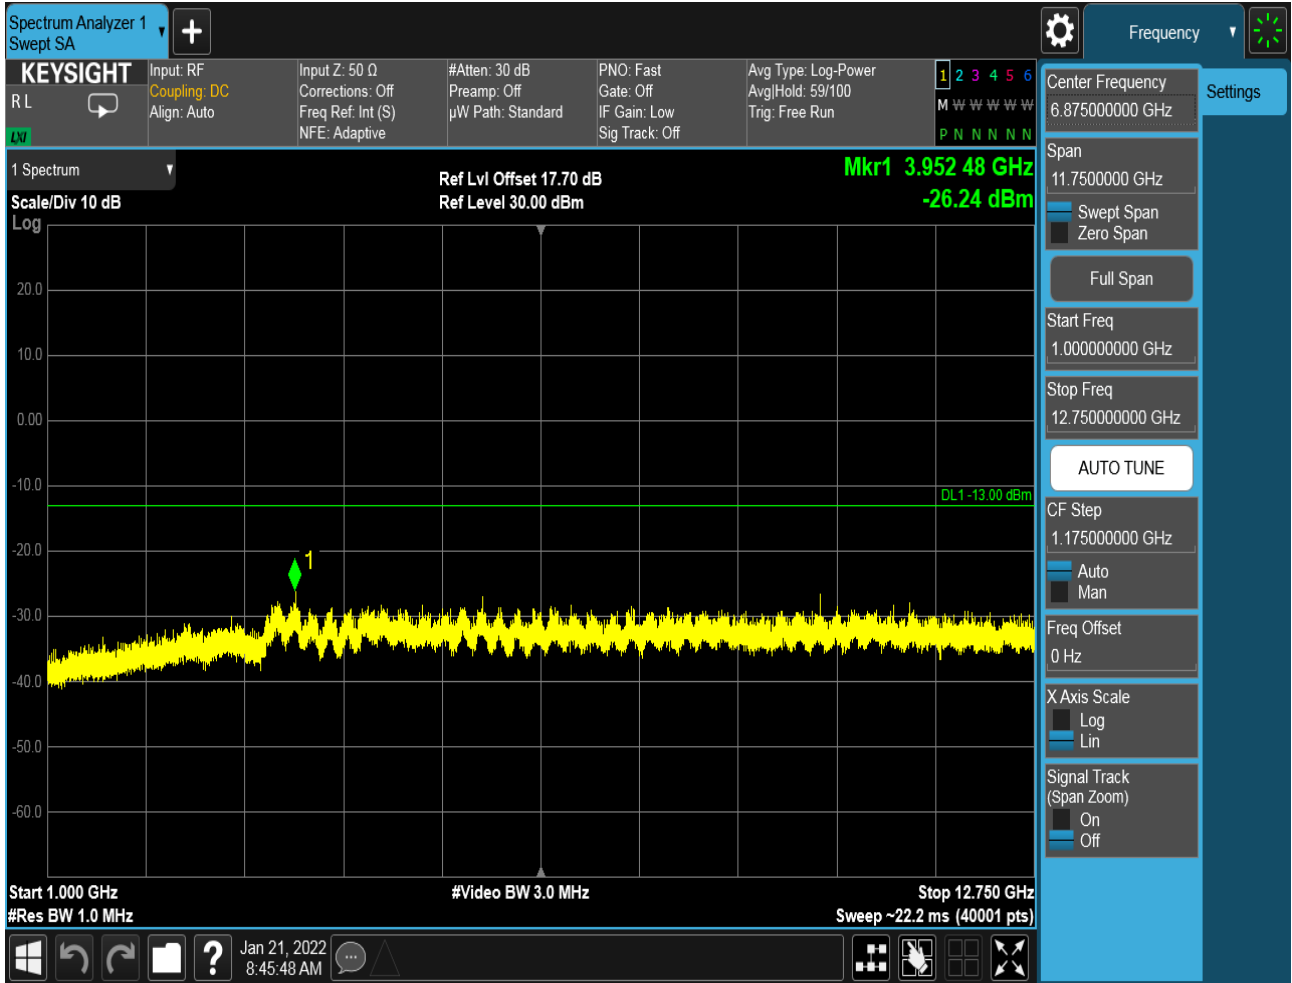 Spectrum Analyzer 1
Swept SA
+
Frequency
KEYSIGHT
R L
LXI
Input: RF
Coupling: DC
Align: Auto
Input Z: 50 Ω
Corrections: Off
Freq Ref: Int (S)
NFE: Adaptive
#Atten: 30 dB
Preamp: Off
µW Path: Standard
PNO: Fast
Gate: Off
IF Gain: Low
Sig Track: Off
Avg Type: Log-Power
Avg|Hold: 59/100
Trig: Free Run
1 2 3 4 5 6
M W W W W W
P N N N N N
1 Spectrum
Scale/Div 10 dB
Log
Ref Lvl Offset 17.70 dB
Ref Level 30.00 dBm
Mkr1 3.952 48 GHz
-26.24 dBm
20.0
10.0
0.00
-10.0
DL1 -13.00 dBm
-20.0
1
-30.0
-40.0
-50.0
-60.0
Start 1.000 GHz
#Video BW 3.0 MHz
Stop 12.750 GHz
#Res BW 1.0 MHz
Sweep ~22.2 ms (40001 pts)
?
Jan 21, 2022
8:45:48 AM
Center Frequency
6.875000000 GHz
Settings
Span
11.7500000 GHz
Swept Span
Zero Span
Full Span
Start Freq
1.000000000 GHz
Stop Freq
12.750000000 GHz
AUTO TUNE
CF Step
1.175000000 GHz
Auto
Man
Freq Offset
0 Hz
X Axis Scale
Log
Lin
Signal Track
(Span Zoom)
On
Off